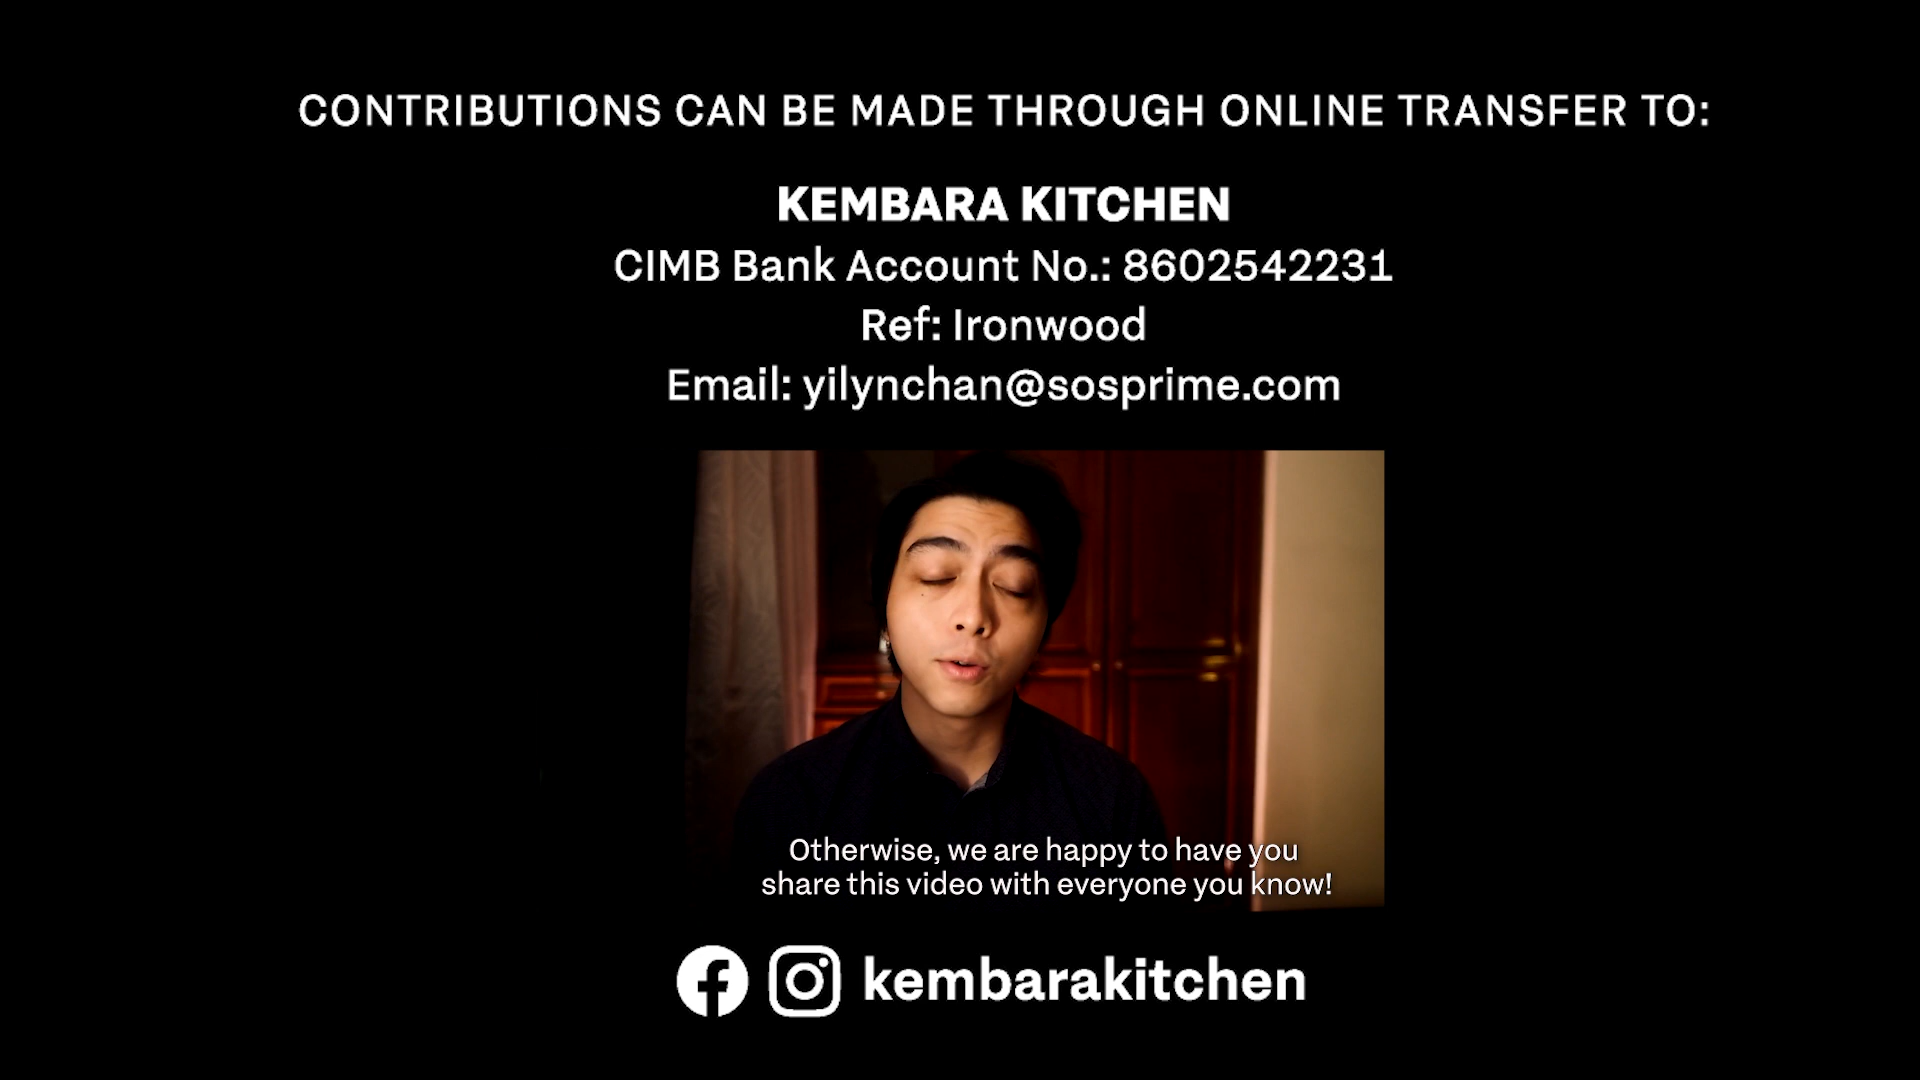 CONTRIBUTIONS CAN BE MADE THROUGH ONLINE TRANSFER TO:
KEMBARA KITCHEN
CIMB Bank Account No.: 8602542231
Ref: Ironwood
Email: yilynchan@sosprime.com
Otherwise, we are happy to have you
share this video with everyone you know!
kembarakitchen